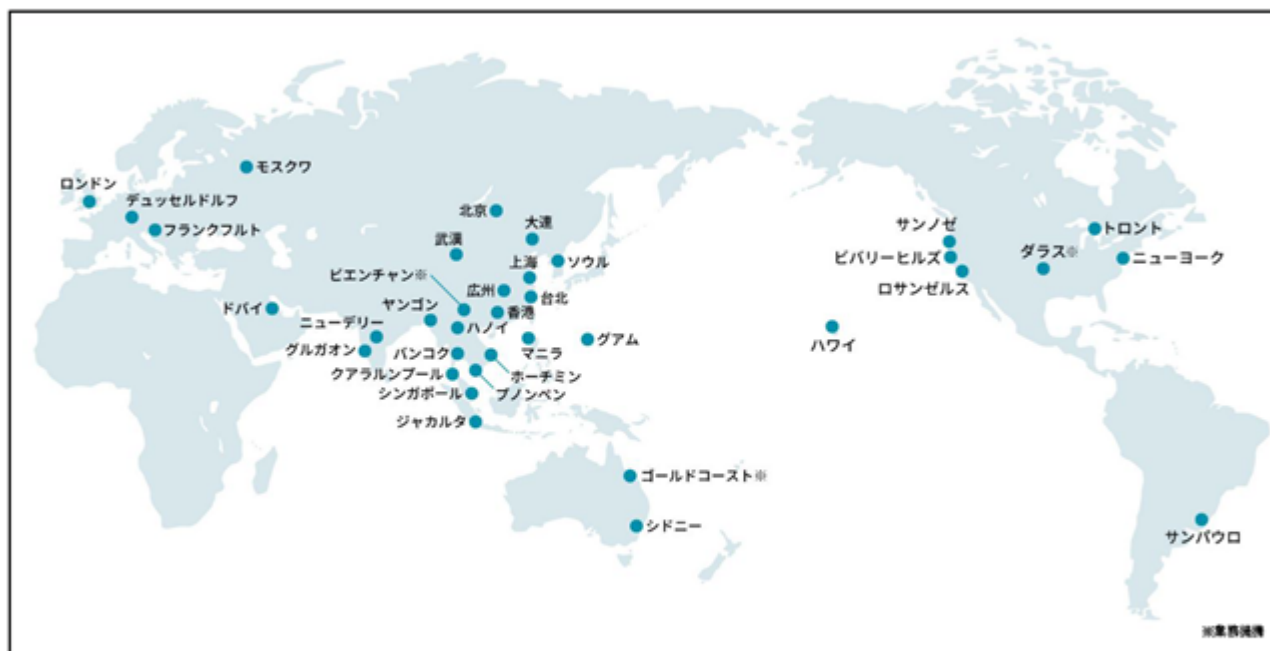 モスクワ
ロンドン
デュッセルドルフ
フランクフルト
北京
大連
武漢
上海
ソウル
ビエンチャン※
広州
台北
ヤンゴン
香港
ドバイ
ハノイ
ニューデリー
グルガオン
バンコク
マニラ
グアム
クアラルンプール
ホーチミン
シンガポール
プノンペン
ジャカルタ
ゴールドコースト※
シドニー
ハワイ
サンノゼ
ビバリーヒルズ
ロサンゼルス
ダラス※
トロント
ニューヨーク
サンパウロ
※業務提携